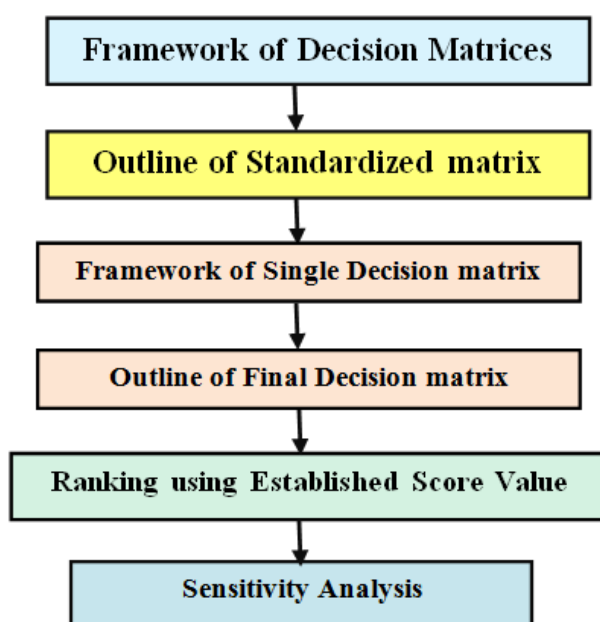 Framework of Decision Matrices
Outline of Standardized matrix
Framework of Single Decision matrix
Outline of Final Decision matrix
Ranking using Established Score Value
Sensitivity Analysis